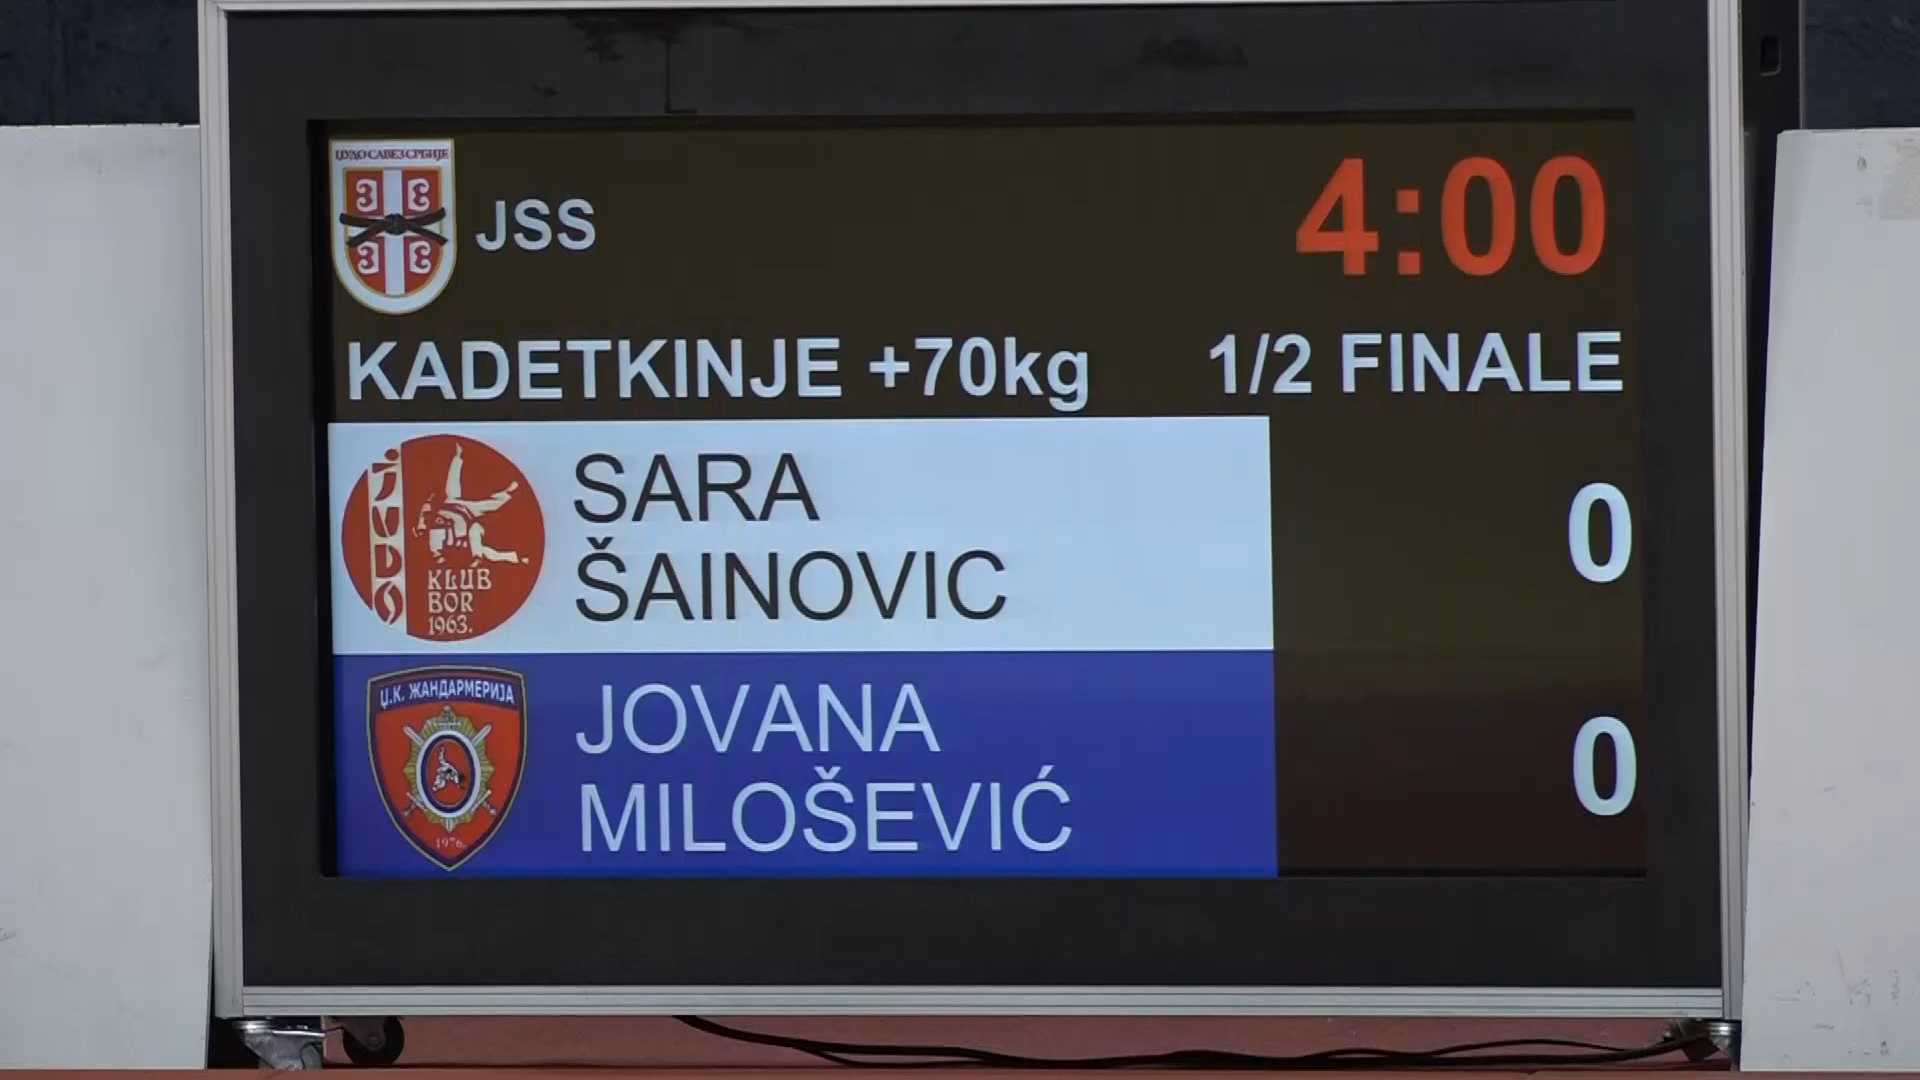 ЏУДО САВЕЗ СРБИЈЕ
JSS
4:00
KADETKINJE +70kg
1/2 FINALE
JUDO
KLUB
BOR
1963.
SARA
ŠAINOVIC
0
Џ.К. ЖАНДАРМЕРИЈА
1976.
JOVANA
MILOŠEVIĆ
0